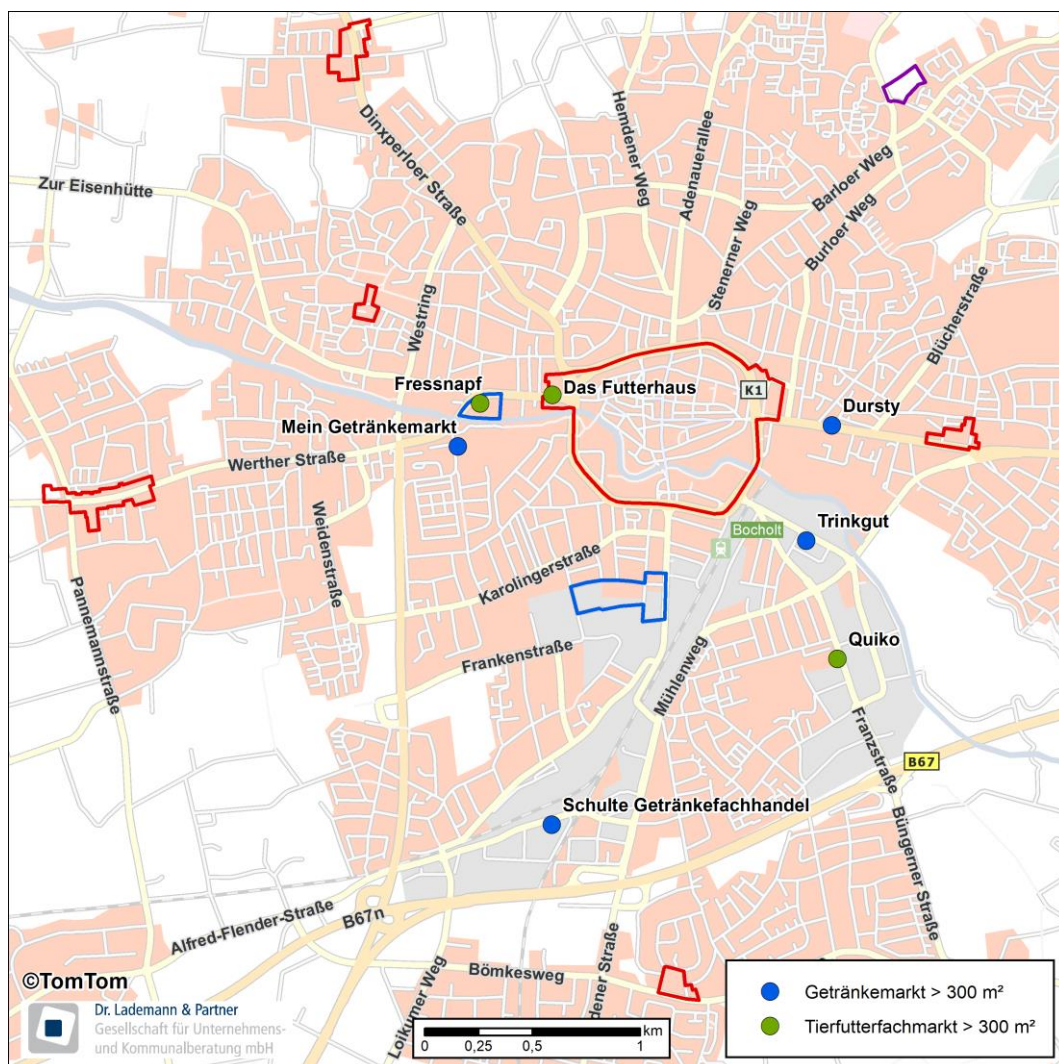 Dinxperloer Straße
Hemdener Weg
Adenauerallee
Stenerner Weg
Barloer Weg
Burloer Weg
Zur Eisenhütte
Westring
Blücherstraße
Fressnapf
Das Futterhaus
K1
Dursty
Mein Getränkemarkt
Werther Straße
Weidenstraße
Trinkgut
Bocholt
Karolingerstraße
Pannemannstraße
Frankenstraße
Mühlenweg
Quiko
Franzstraße
B67
Schulte Getränkefachhandel
Büngerner Straße
Alfred-Flender-Straße
B67n
Bömkesweg
Loikumer Weg
dener Straße
©TomTom
Dr. Lademann & Partner
Gesellschaft für Unternehmens-
und Kommunalberatung mbH
km
0 0,25 0,5 1
Getränkemarkt > 300 m²
Tierfutterfachmarkt > 300 m²